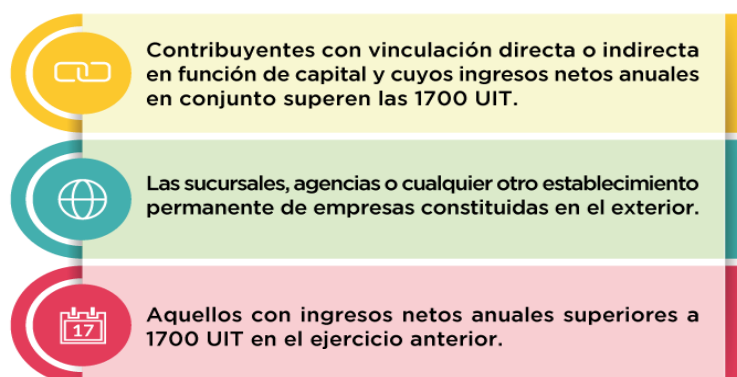 Contribuyentes con vinculación directa o indirecta
en función de capital y cuyos ingresos netos anuales
en conjunto superen las 1700 UIT.
Las sucursales, agencias o cualquier otro establecimiento
permanente de empresas constituidas en el exterior.
17
Aquellos con ingresos netos anuales superiores a
1700 UIT en el ejercicio anterior.